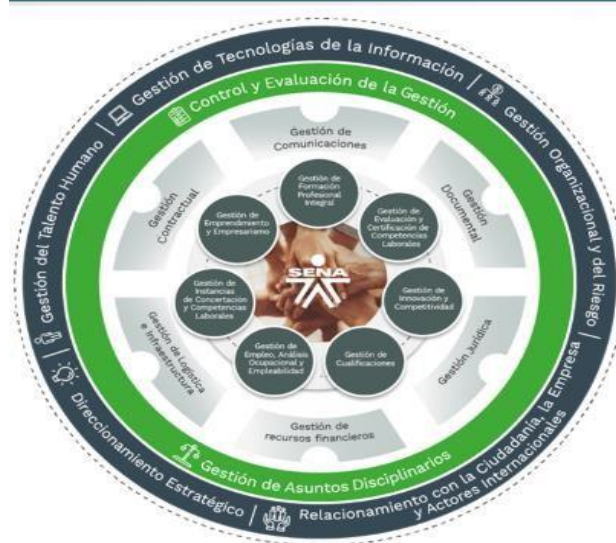 Gestión de Tecnologías de la Información
Gestión Organizacional y del Riesgo
Relacionamiento con la Ciudadanía, la Empresa
y Actores Internacionales
Direccionamiento Estratégico
Gestión del Talento Humano
Control y Evaluación de la Gestión
Gestión de Asuntos Disciplinarios
Gestión de
Comunicaciones
Gestión
Documental
Gestión Jurídica
Gestión de
recursos financieros
Gestión de Logística
e Infraestructura
Gestión
Contractual
Gestión de
Formación
Profesional
Integral
Gestión de
Evaluación y
Certificación de
Competencias
Laborales
Gestión de
Innovación y
Competitividad
Gestión de
Cualificaciones
Gestión de
Empleo, Análisis
Ocupacional y
Empleabilidad
Gestión de
Instancias
de Concertación
y Competencias
Laborales
Gestión de
Emprendimiento
y Empresarismo
SENA